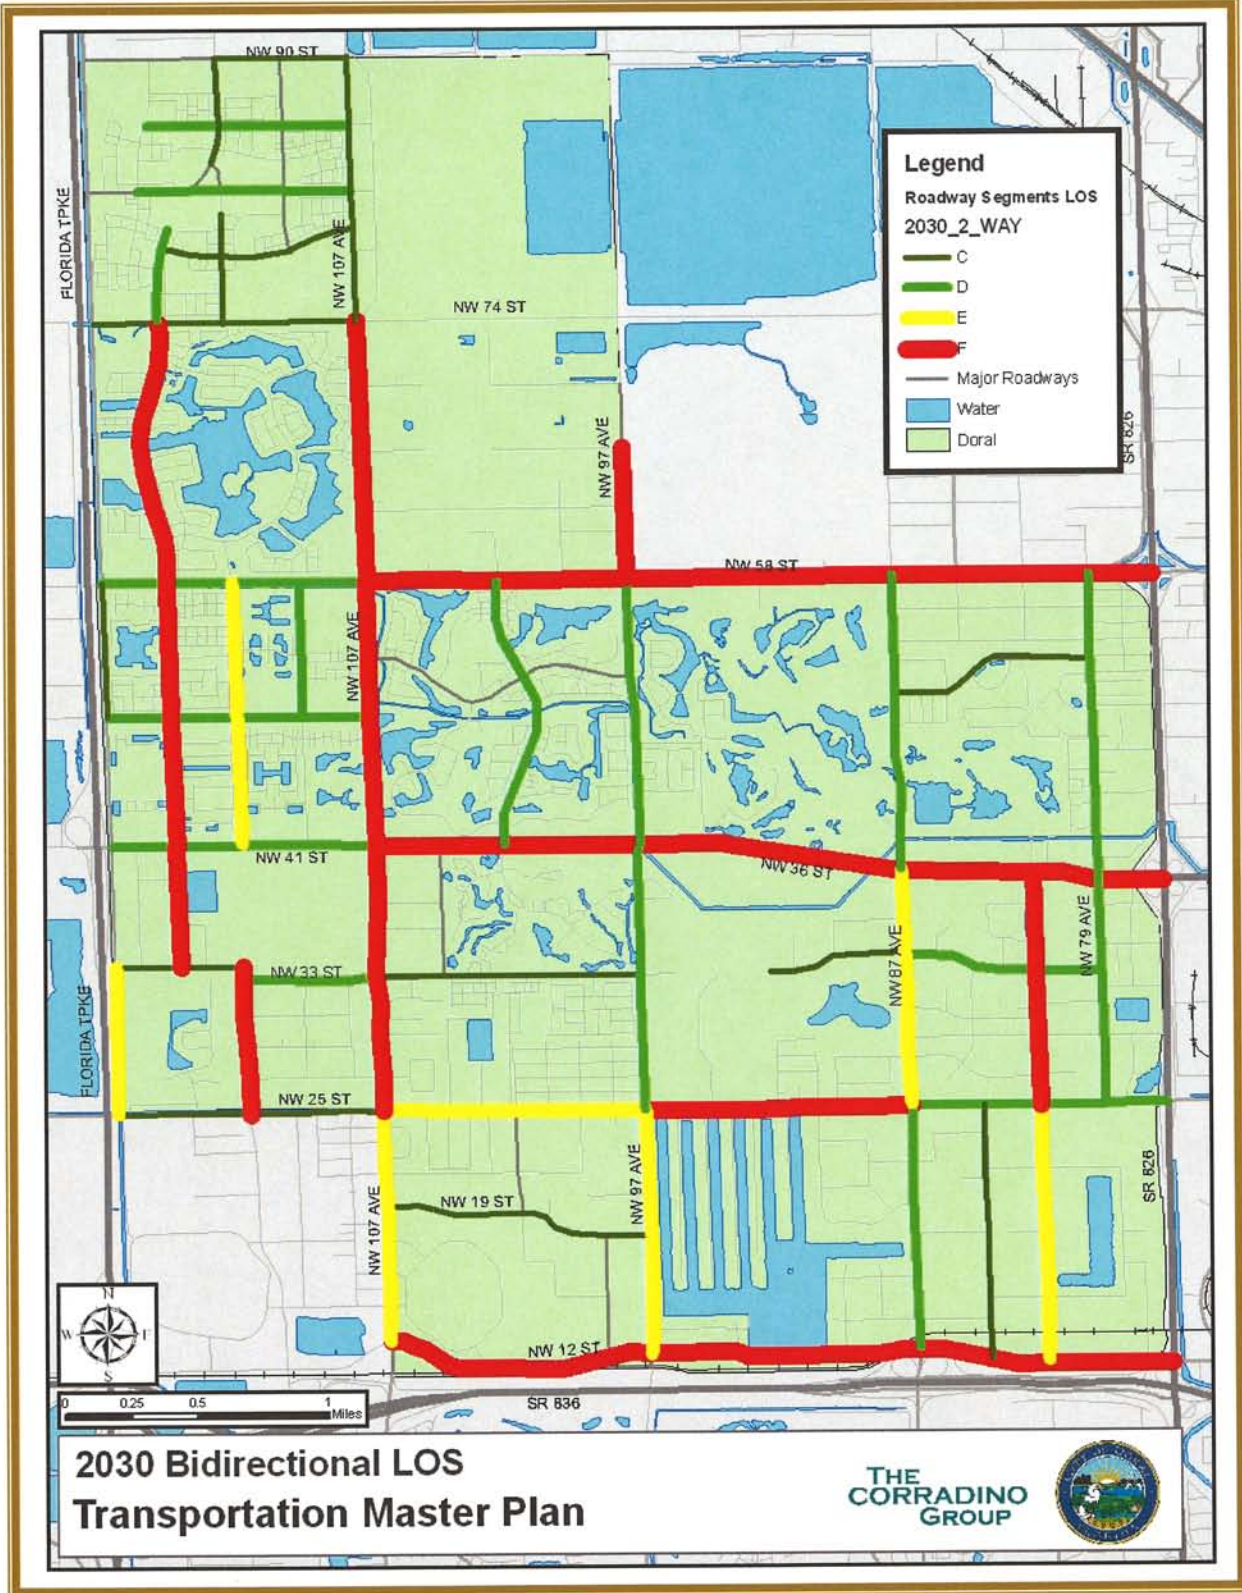 NW 90 ST
FLORIDA TPKE
NW 107 AVE
NW 74 ST
Legend
Roadway Segments LOS
2030_2_WAY
C
D
E
F
Major Roadways
Water
Doral
SR 826
NW 97 AVE
NW 58 ST
NW 107 AVE
NW 41 ST
NW 36 ST
NW 87 AVE
NW 79 AVE
NW 33 ST
FLORIDA TPKE
NW 25 ST
NW 107 AVE
NW 19 ST
NW 97 AVE
SR 826
NW 12 ST
N
W
E
S
0 0.25 0.5 1
Miles
SR 836
2030 Bidirectional LOS
Transportation Master Plan
THE
CORRADINO
GROUP